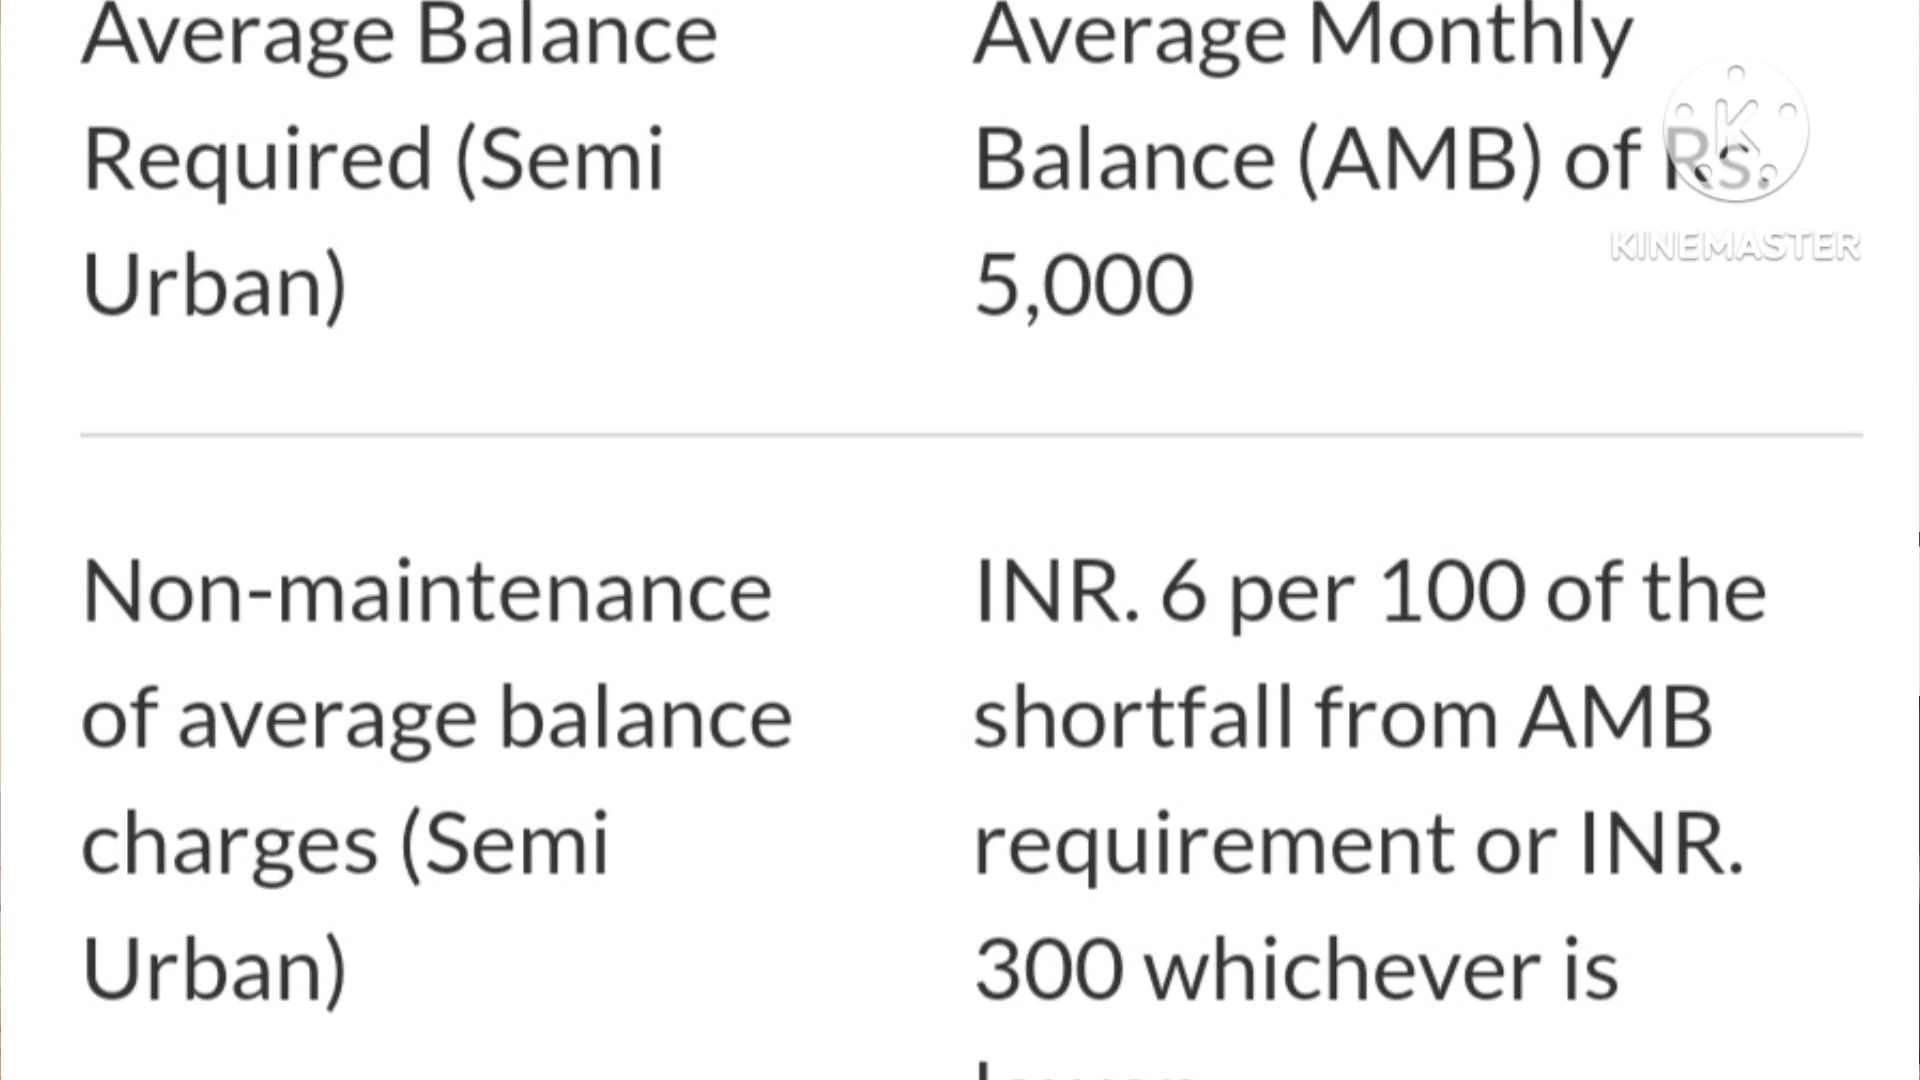 Average Balance
Required (Semi
Urban)
Average Monthly
Balance (AMB) of Rs.
5,000
KINEMASTER
Non-maintenance
of average balance
charges (Semi
Urban)
INR. 6 per 100 of the
shortfall from AMB
requirement or INR.
300 whichever is